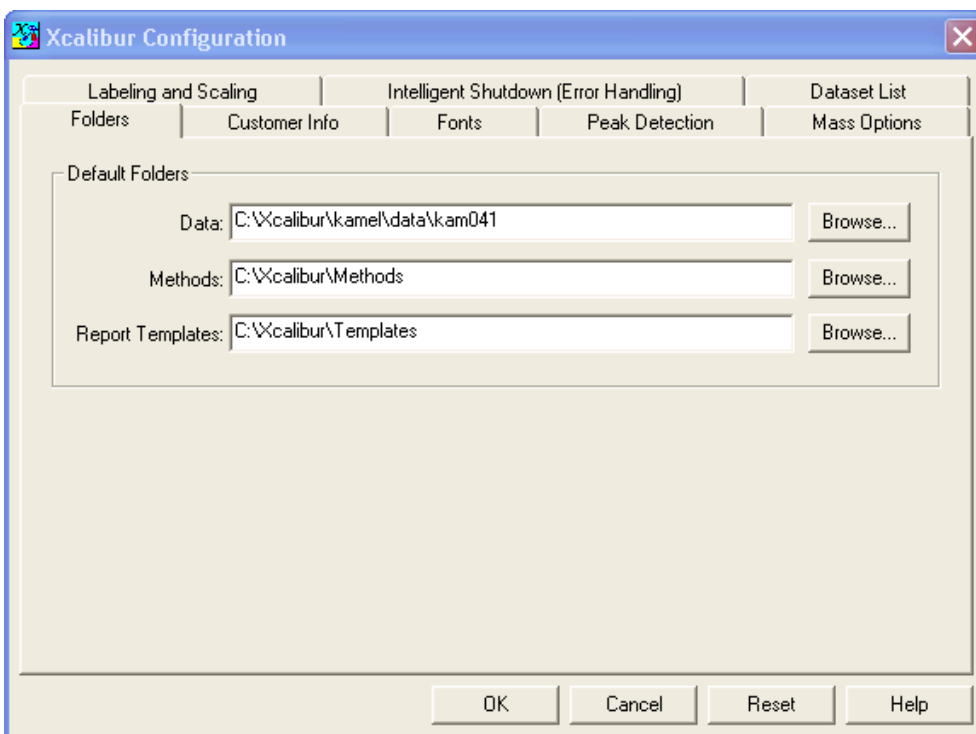 Xcalibur Configuration
Labeling and Scaling Intelligent Shutdown (Error Handling) Dataset List
Folders Customer Info Fonts Peak Detection Mass Options
Default Folders
Data: C:\Xcalibur\kamel\data\kam041 Browse...
Methods: C:\Xcalibur\Methods Browse...
Report Templates: C:\Xcalibur\Templates Browse...
OK Cancel Reset Help